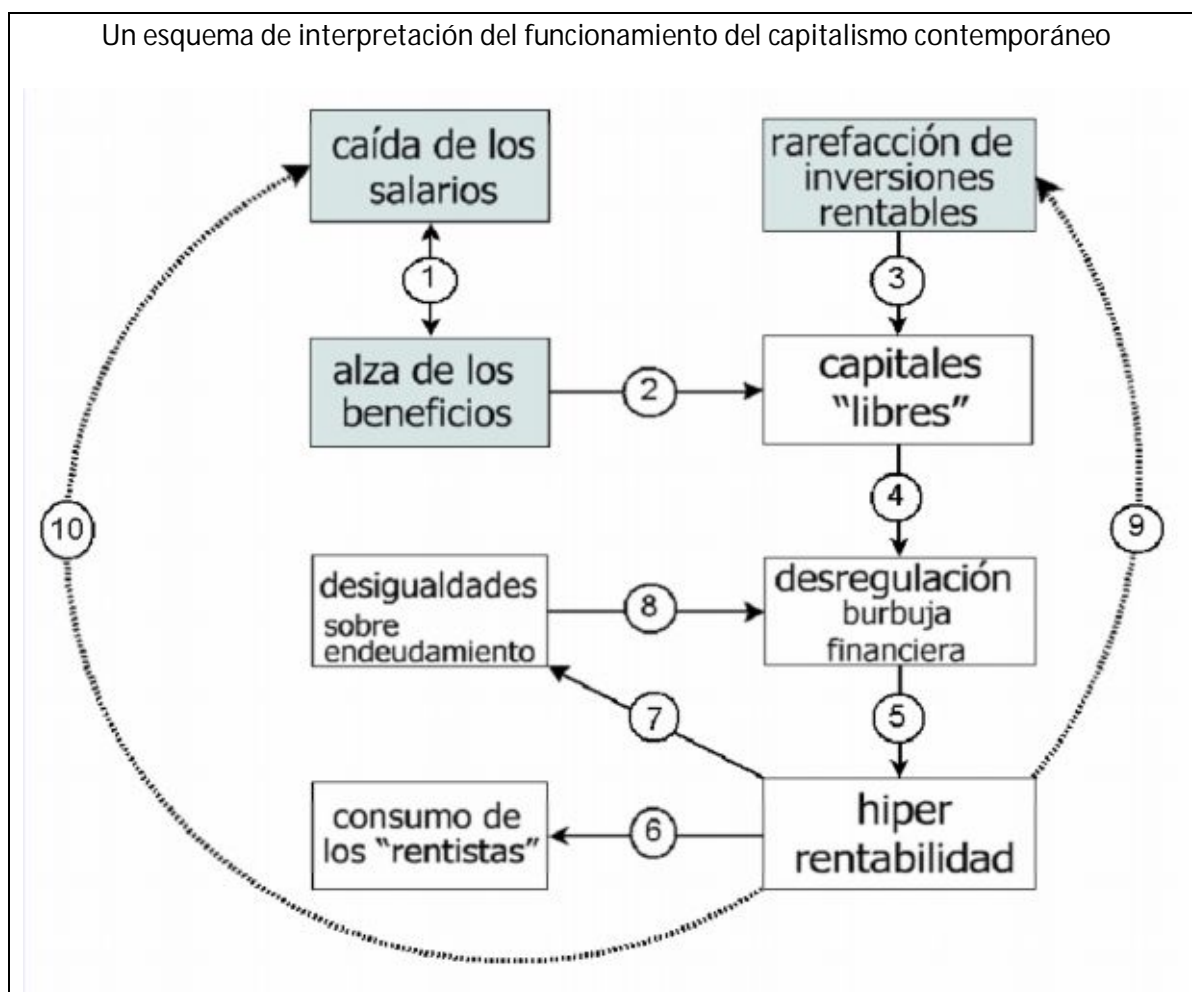 Un esquema de interpretación del funcionamiento del capitalismo contemporáneo
caída de los
salarios
rarefacción de
inversiones
rentables
1
3
alza de los
beneficios
2
capitales
"libres"
4
10
9
desigualdades
sobre
endeudamiento
8
desregulación
burbuja
financiera
7
5
consumo de
los "rentistas"
6
hiper
rentabilidad